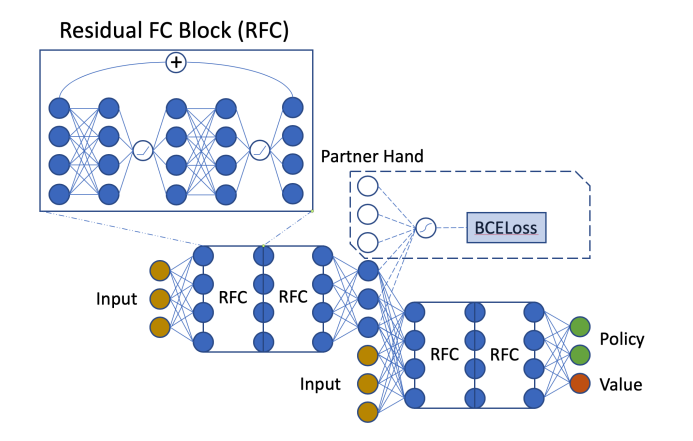 Residual FC Block (RFC)
+
Partner Hand
BCELoss
Input
RFC
RFC
Input
RFC
RFC
Policy
Value